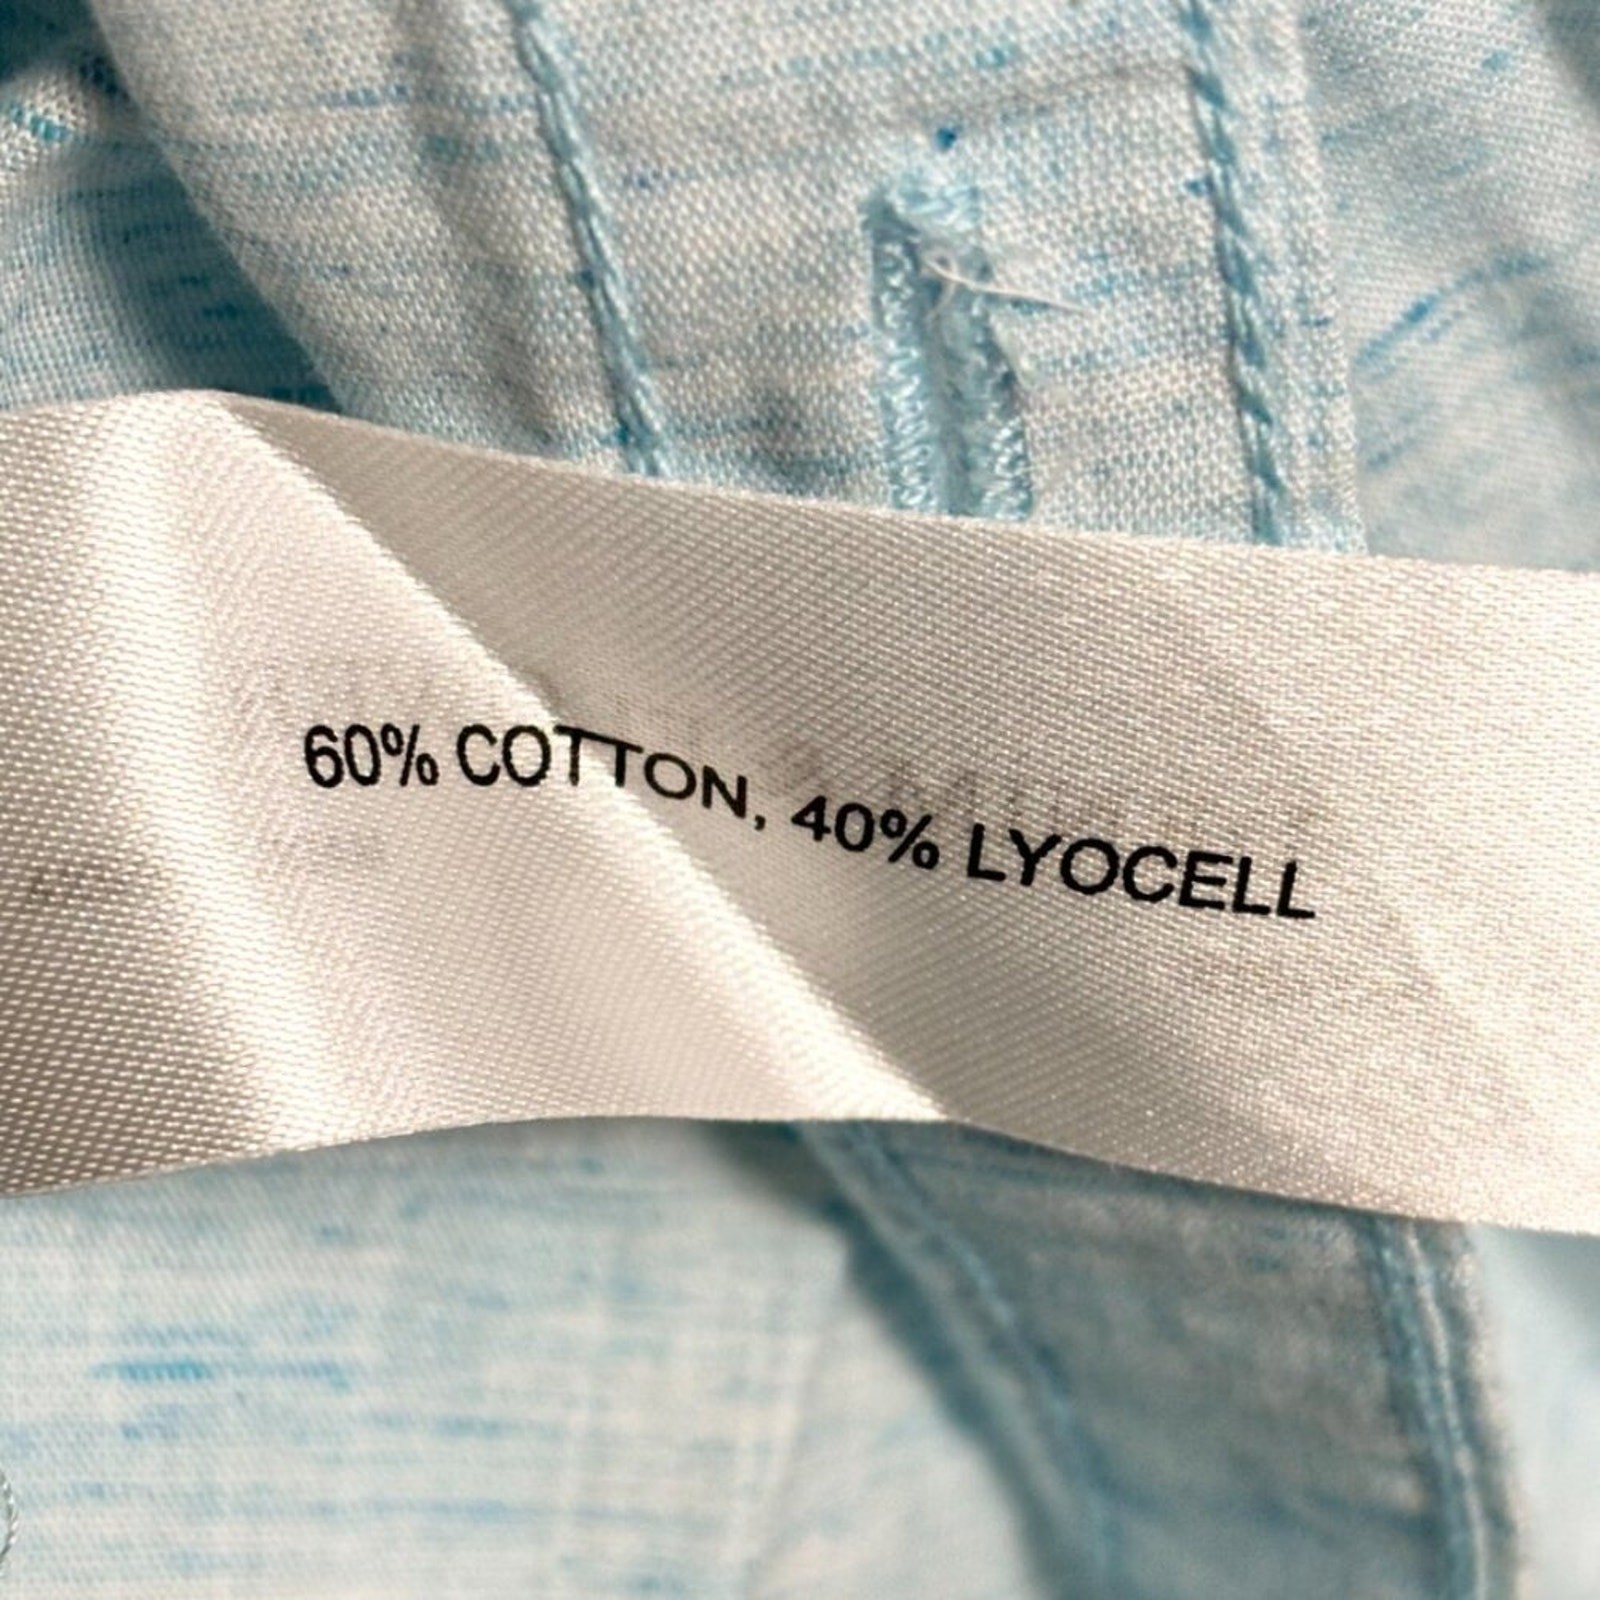 60% COTTON, 40% LYOCELL